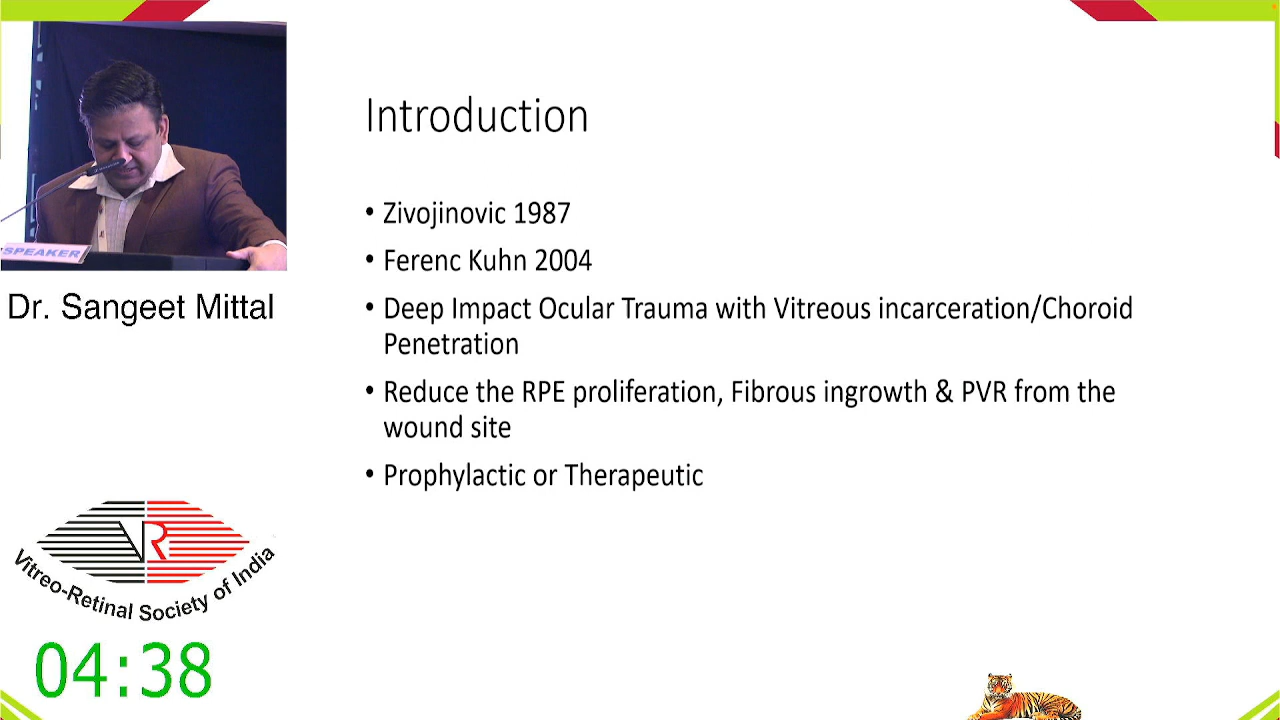 Introduction
• Zivojinovic 1987
• Ferenc Kuhn 2004
• Deep Impact Ocular Trauma with Vitreous incarceration/Choroid
Penetration
• Reduce the RPE proliferation, Fibrous ingrowth & PVR from the
wound site
• Prophylactic or Therapeutic
SPEAKER
Dr. Sangeet Mittal
VR
Vitreo-Retinal Society of India
04:38